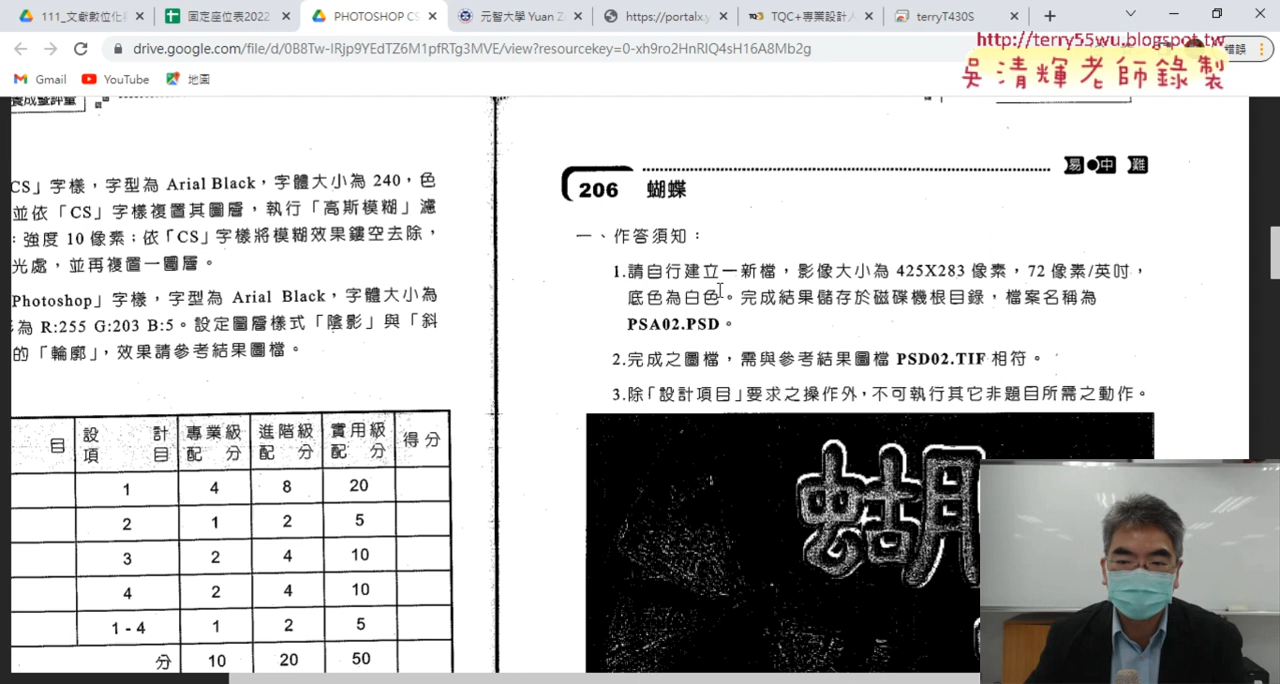 111_文獻數位化
固定座位表2022
PHOTOSHOP CS
元智大學 Yuan Z
https://portalx.y
TQC+專業設計
terryT430S
drive.google.com/file/d/0B8Tw-IRjp9YEdTZ6M1pfRTg3MVE/view?resourcekey=0-xh9ro2HnRIQ4sH16A8Mb2g
http://terry55wu.blogspot.tw
吳清輝老師錄製
Gmail
YouTube
地圖
CS」字樣，字型為 Arial Black，字體大小為 240，色
並依「CS」字樣複置其圖層，執行「高斯模糊」濾
：強度 10 像素；依「CS」字樣將模糊效果鏤空去除，
光處，並再複置一圖層。
Photoshop」字樣，字型為 Arial Black，字體大小為
為 R:255 G:203 B:5。設定圖層樣式「陰影」與「斜
的「輪廓」，效果請參考結果圖檔。
目 設計項目 專業級配分 進階級配分 實用級配分 得分
1 4 8 20
2 1 2 5
3 2 4 10
4 2 4 10
1 - 4 1 2 5
分 10 20 50
易 中 難
206 蝴蝶
一、作答須知：
1.請自行建立一新檔，影像大小為 425X283 像素，72 像素/英吋，
底色為白色。完成結果儲存於磁碟機根目錄，檔案名稱為
PSA02.PSD。
2.完成之圖檔，需與參考結果圖檔 PSD02.TIF 相符。
3.除「設計項目」要求之操作外，不可執行其它非題目所需之動作。
蝴